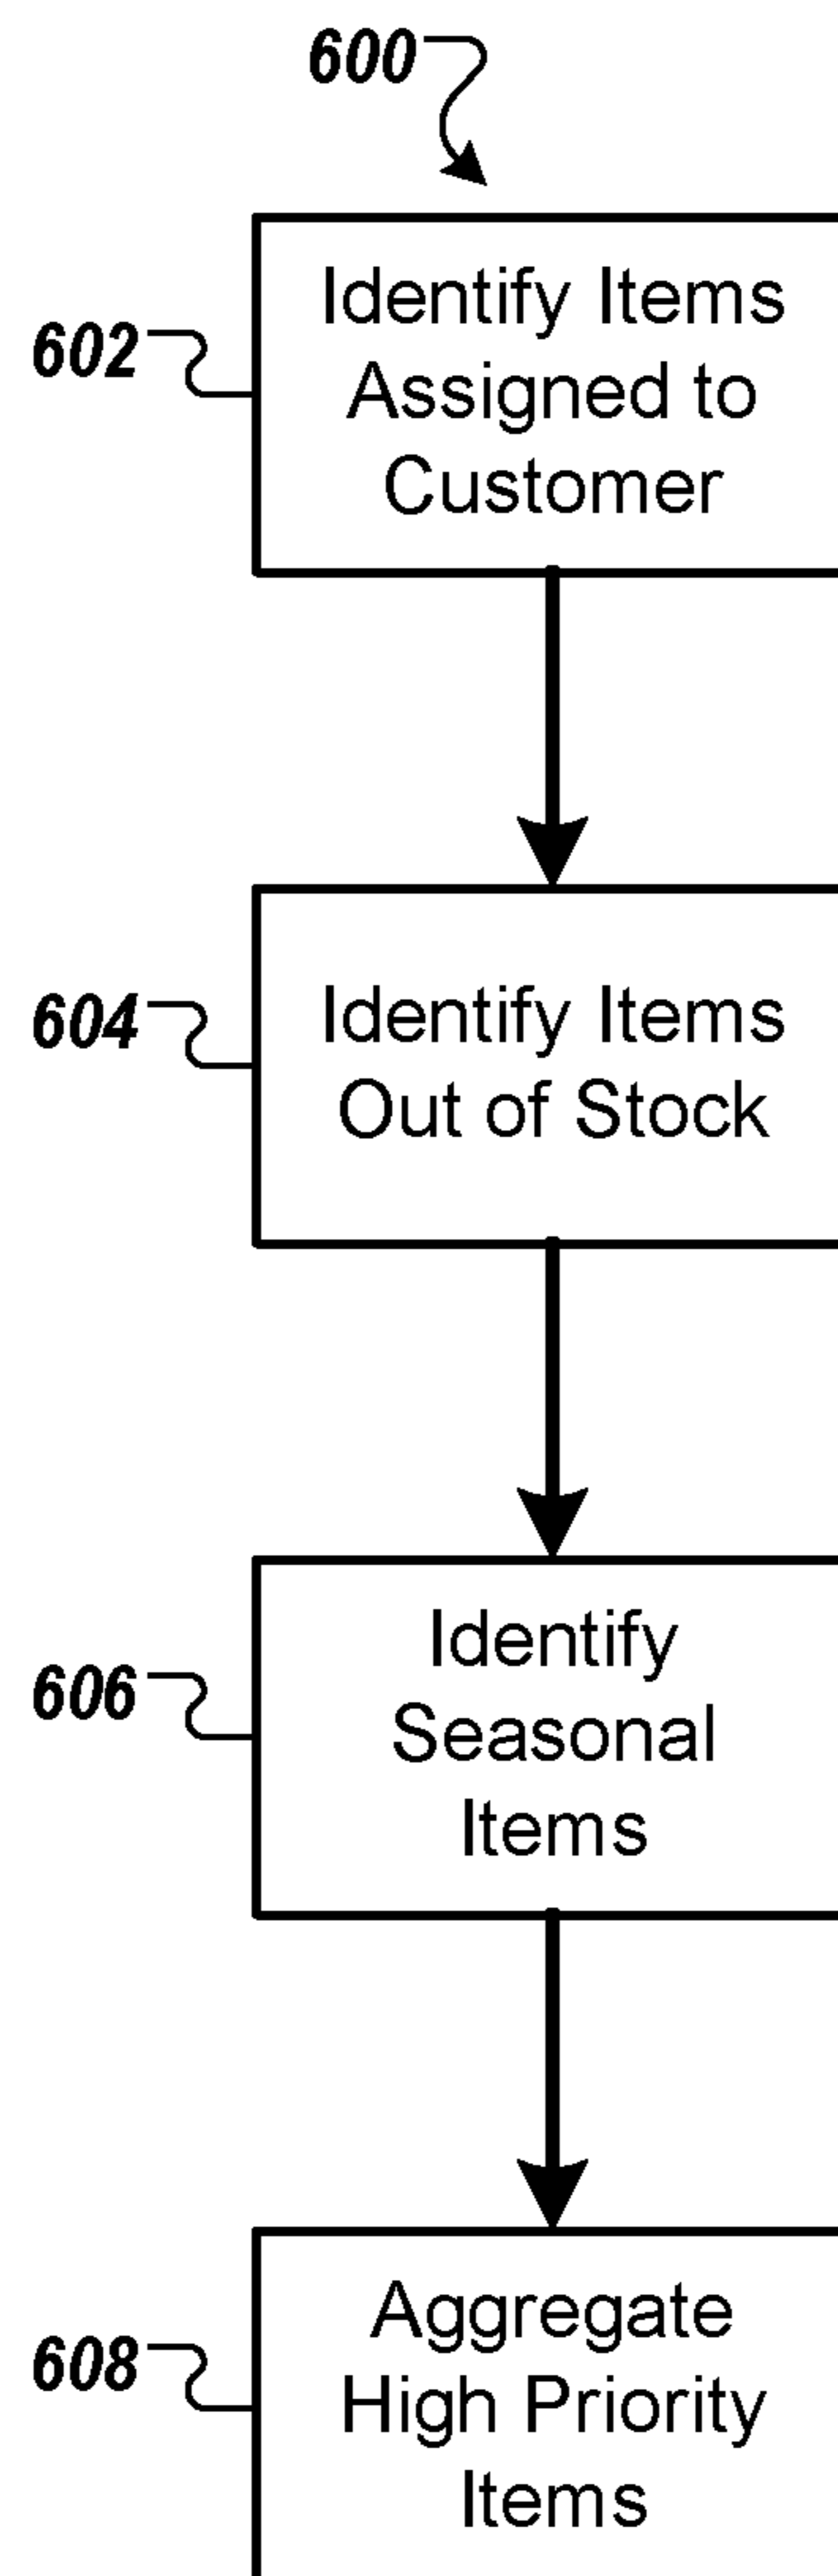 600
602
Identify Items
Assigned to
Customer
604
Identify Items
Out of Stock
606
Identify
Seasonal
Items
608
Aggregate
High Priority
Items